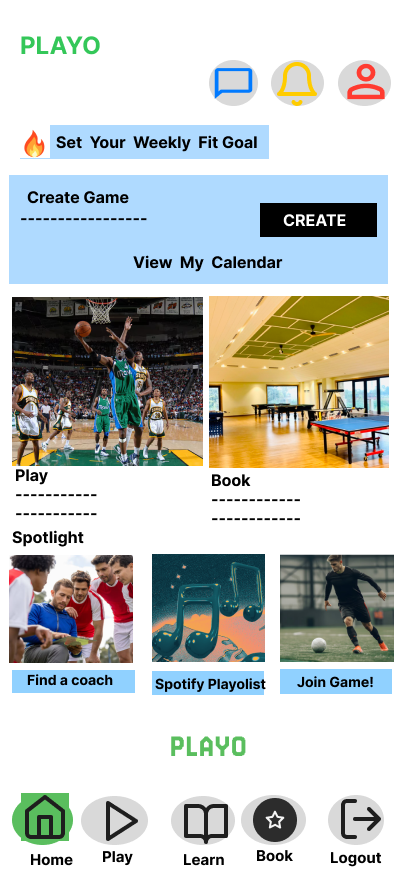 PLAYO
Set Your Weekly Fit Goal
Create Game
-----------------
CREATE
View My Calendar
Play
-----------
-----------
Book
------------
------------
Spotlight
Find a coach
Spotify Playolist
Join Game!
PLAYO
Home
Play
Learn
Book
Logout